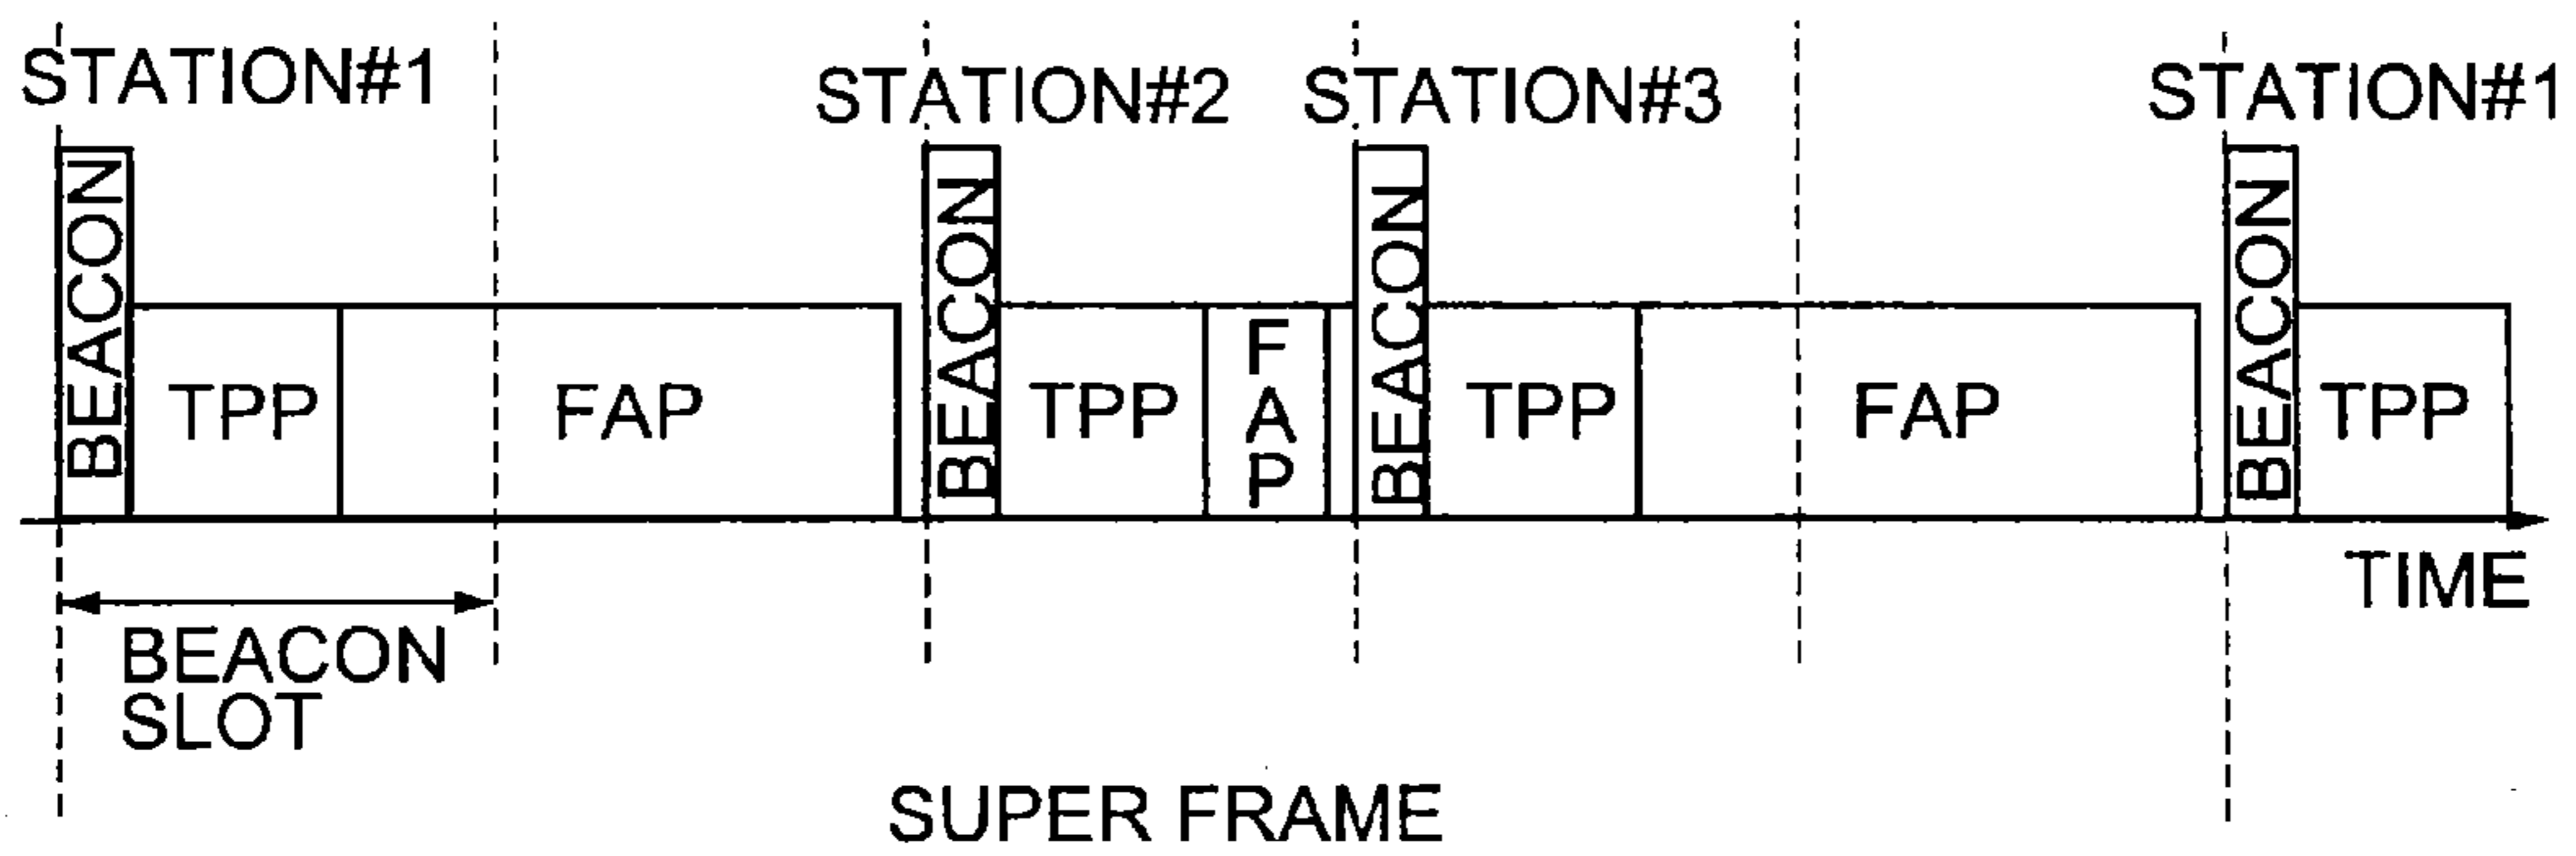 STATION#1
STATION#2
STATION#3
STATION#1
BEACON
TPP
FAP
BEACON
TPP
FAP
BEACON
TPP
FAP
BEACON
TPP
TIME
BEACON
SLOT
SUPER FRAME